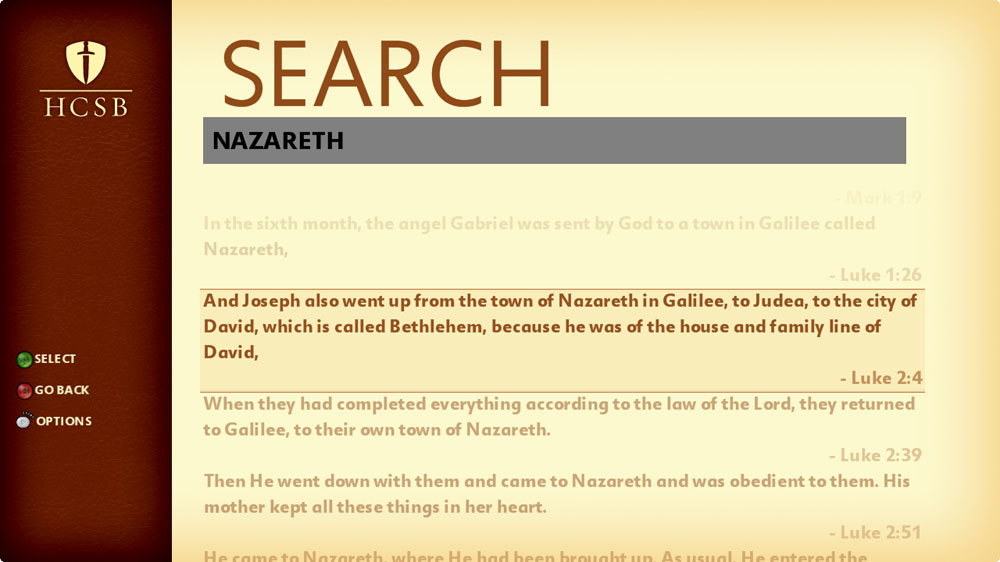 HCSB
SEARCH
NAZARETH
- Mark 1:9
In the sixth month, the angel Gabriel was sent by God to a town in Galilee called
Nazareth,
- Luke 1:26
And Joseph also went up from the town of Nazareth in Galilee, to Judea, to the city of
David, which is called Bethlehem, because he was of the house and family line of
David,
- Luke 2:4
When they had completed everything according to the law of the Lord, they returned
to Galilee, to their own town of Nazareth.
- Luke 2:39
Then He went down with them and came to Nazareth and was obedient to them. His
mother kept all these things in her heart.
- Luke 2:51
He came to Nazareth, where He had been brought up. As usual, He entered the
SELECT
GO BACK
OPTIONS